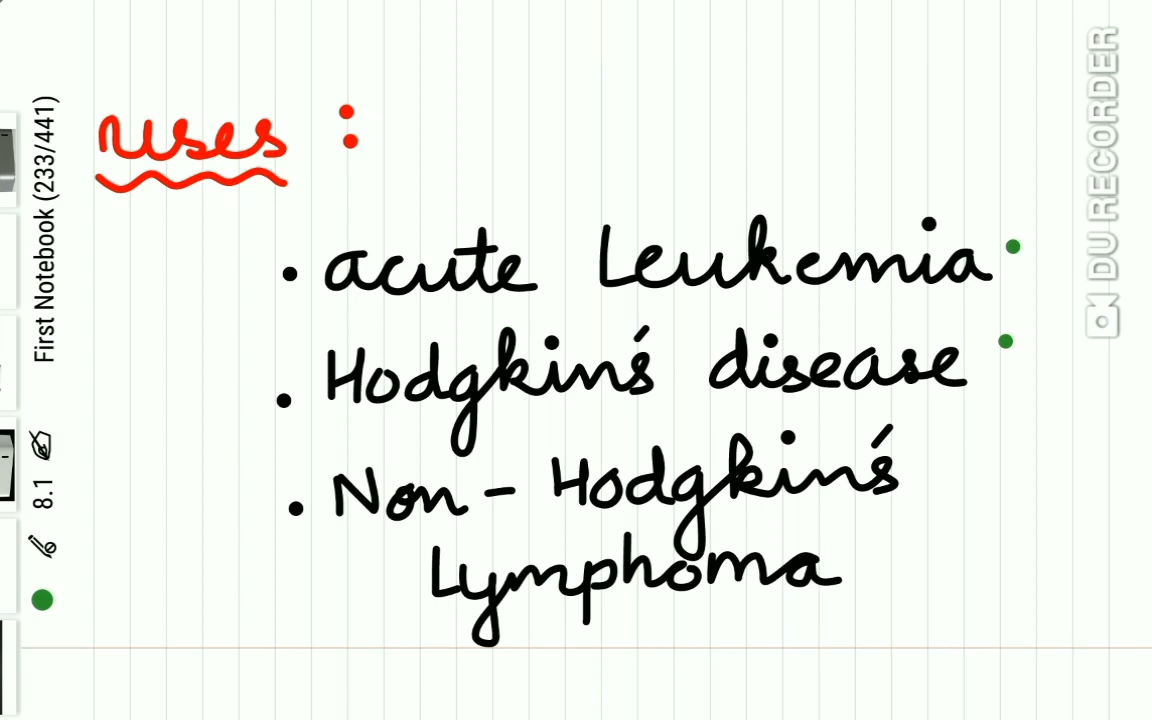 uses :
• acute Leukemia
• Hodgkin's disease
• Non - Hodgkin's
Lymphoma
First Notebook (233/441)
8.1
DU RECORDER